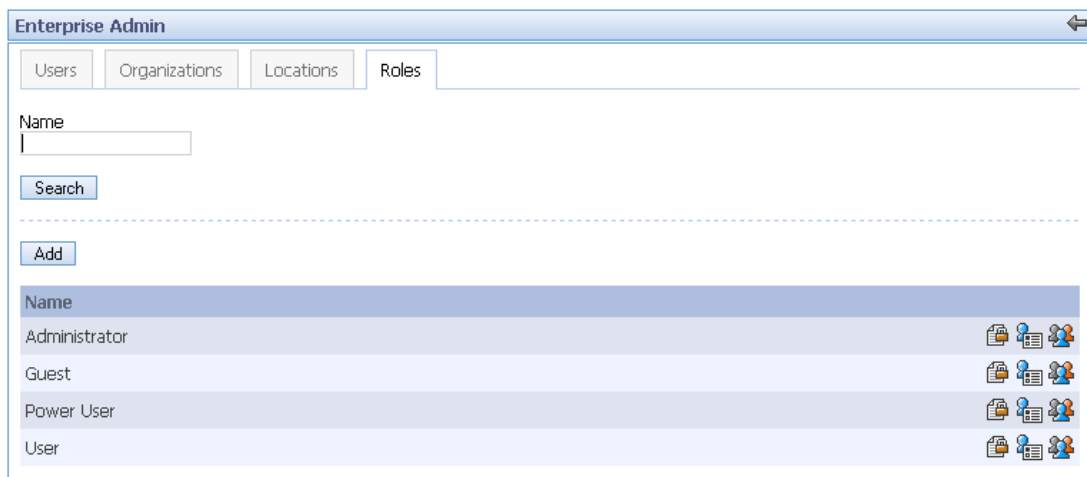 Enterprise Admin
Users Organizations Locations Roles
Name
Search
Add
Name
Administrator
Guest
Power User
User